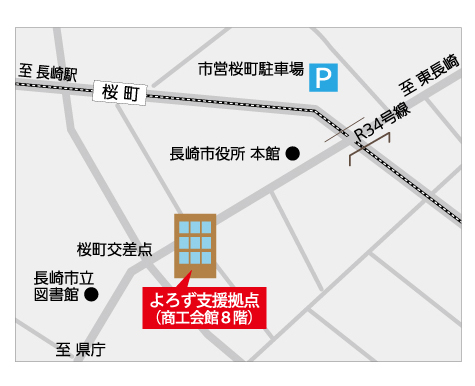 市営桜町駐車場
P
至 東長崎
至 長崎駅
桜 町
R34号線
長崎市役所 本館
桜町交差点
長崎市立
図書館
よろず支援拠点
（商工会館８階）
至 県庁